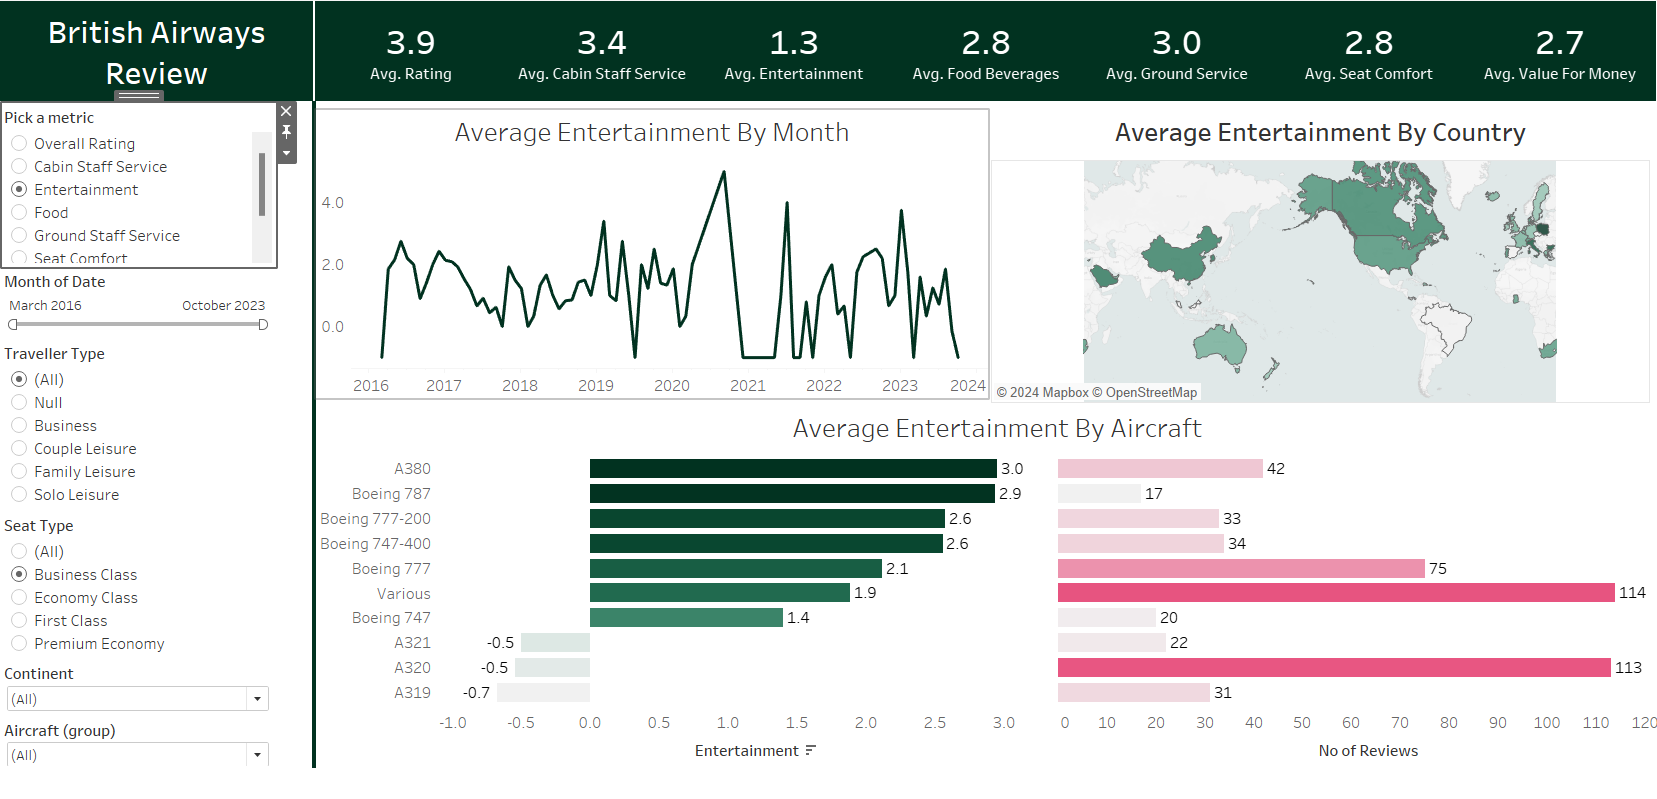 British Airways
Review
3.9
Avg. Rating
3.4
Avg. Cabin Staff Service
1.3
Avg. Entertainment
2.8
Avg. Food Beverages
3.0
Avg. Ground Service
2.8
Avg. Seat Comfort
2.7
Avg. Value For Money
Pick a metric
Overall Rating
Cabin Staff Service
Entertainment
Food
Ground Staff Service
Seat Comfort
Month of Date
March 2016 October 2023
Traveller Type
(All)
Null
Business
Couple Leisure
Family Leisure
Solo Leisure
Seat Type
(All)
Business Class
Economy Class
First Class
Premium Economy
Continent
(All)
Aircraft (group)
(All)
Average Entertainment By Month
4.0
2.0
0.0
2016 2017 2018 2019 2020 2021 2022 2023 2024
Average Entertainment By Country
© 2024 Mapbox © OpenStreetMap
Average Entertainment By Aircraft
A380 3.0 42
Boeing 787 2.9 17
Boeing 777-200 2.6 33
Boeing 747-400 2.6 34
Boeing 777 2.1 75
Various 1.9 114
Boeing 747 1.4 20
A321 -0.5 22
A320 -0.5 113
A319 -0.7 31
-1.0 -0.5 0.0 0.5 1.0 1.5 2.0 2.5 3.0
Entertainment
0 10 20 30 40 50 60 70 80 90 100 110 120
No of Reviews